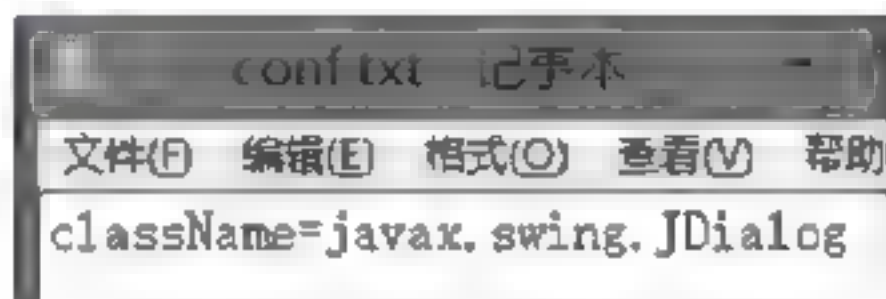 conf txt 记事本
文件(F) 编辑(E) 格式(O) 查看(V) 帮助
className=javax.swing.JDialog